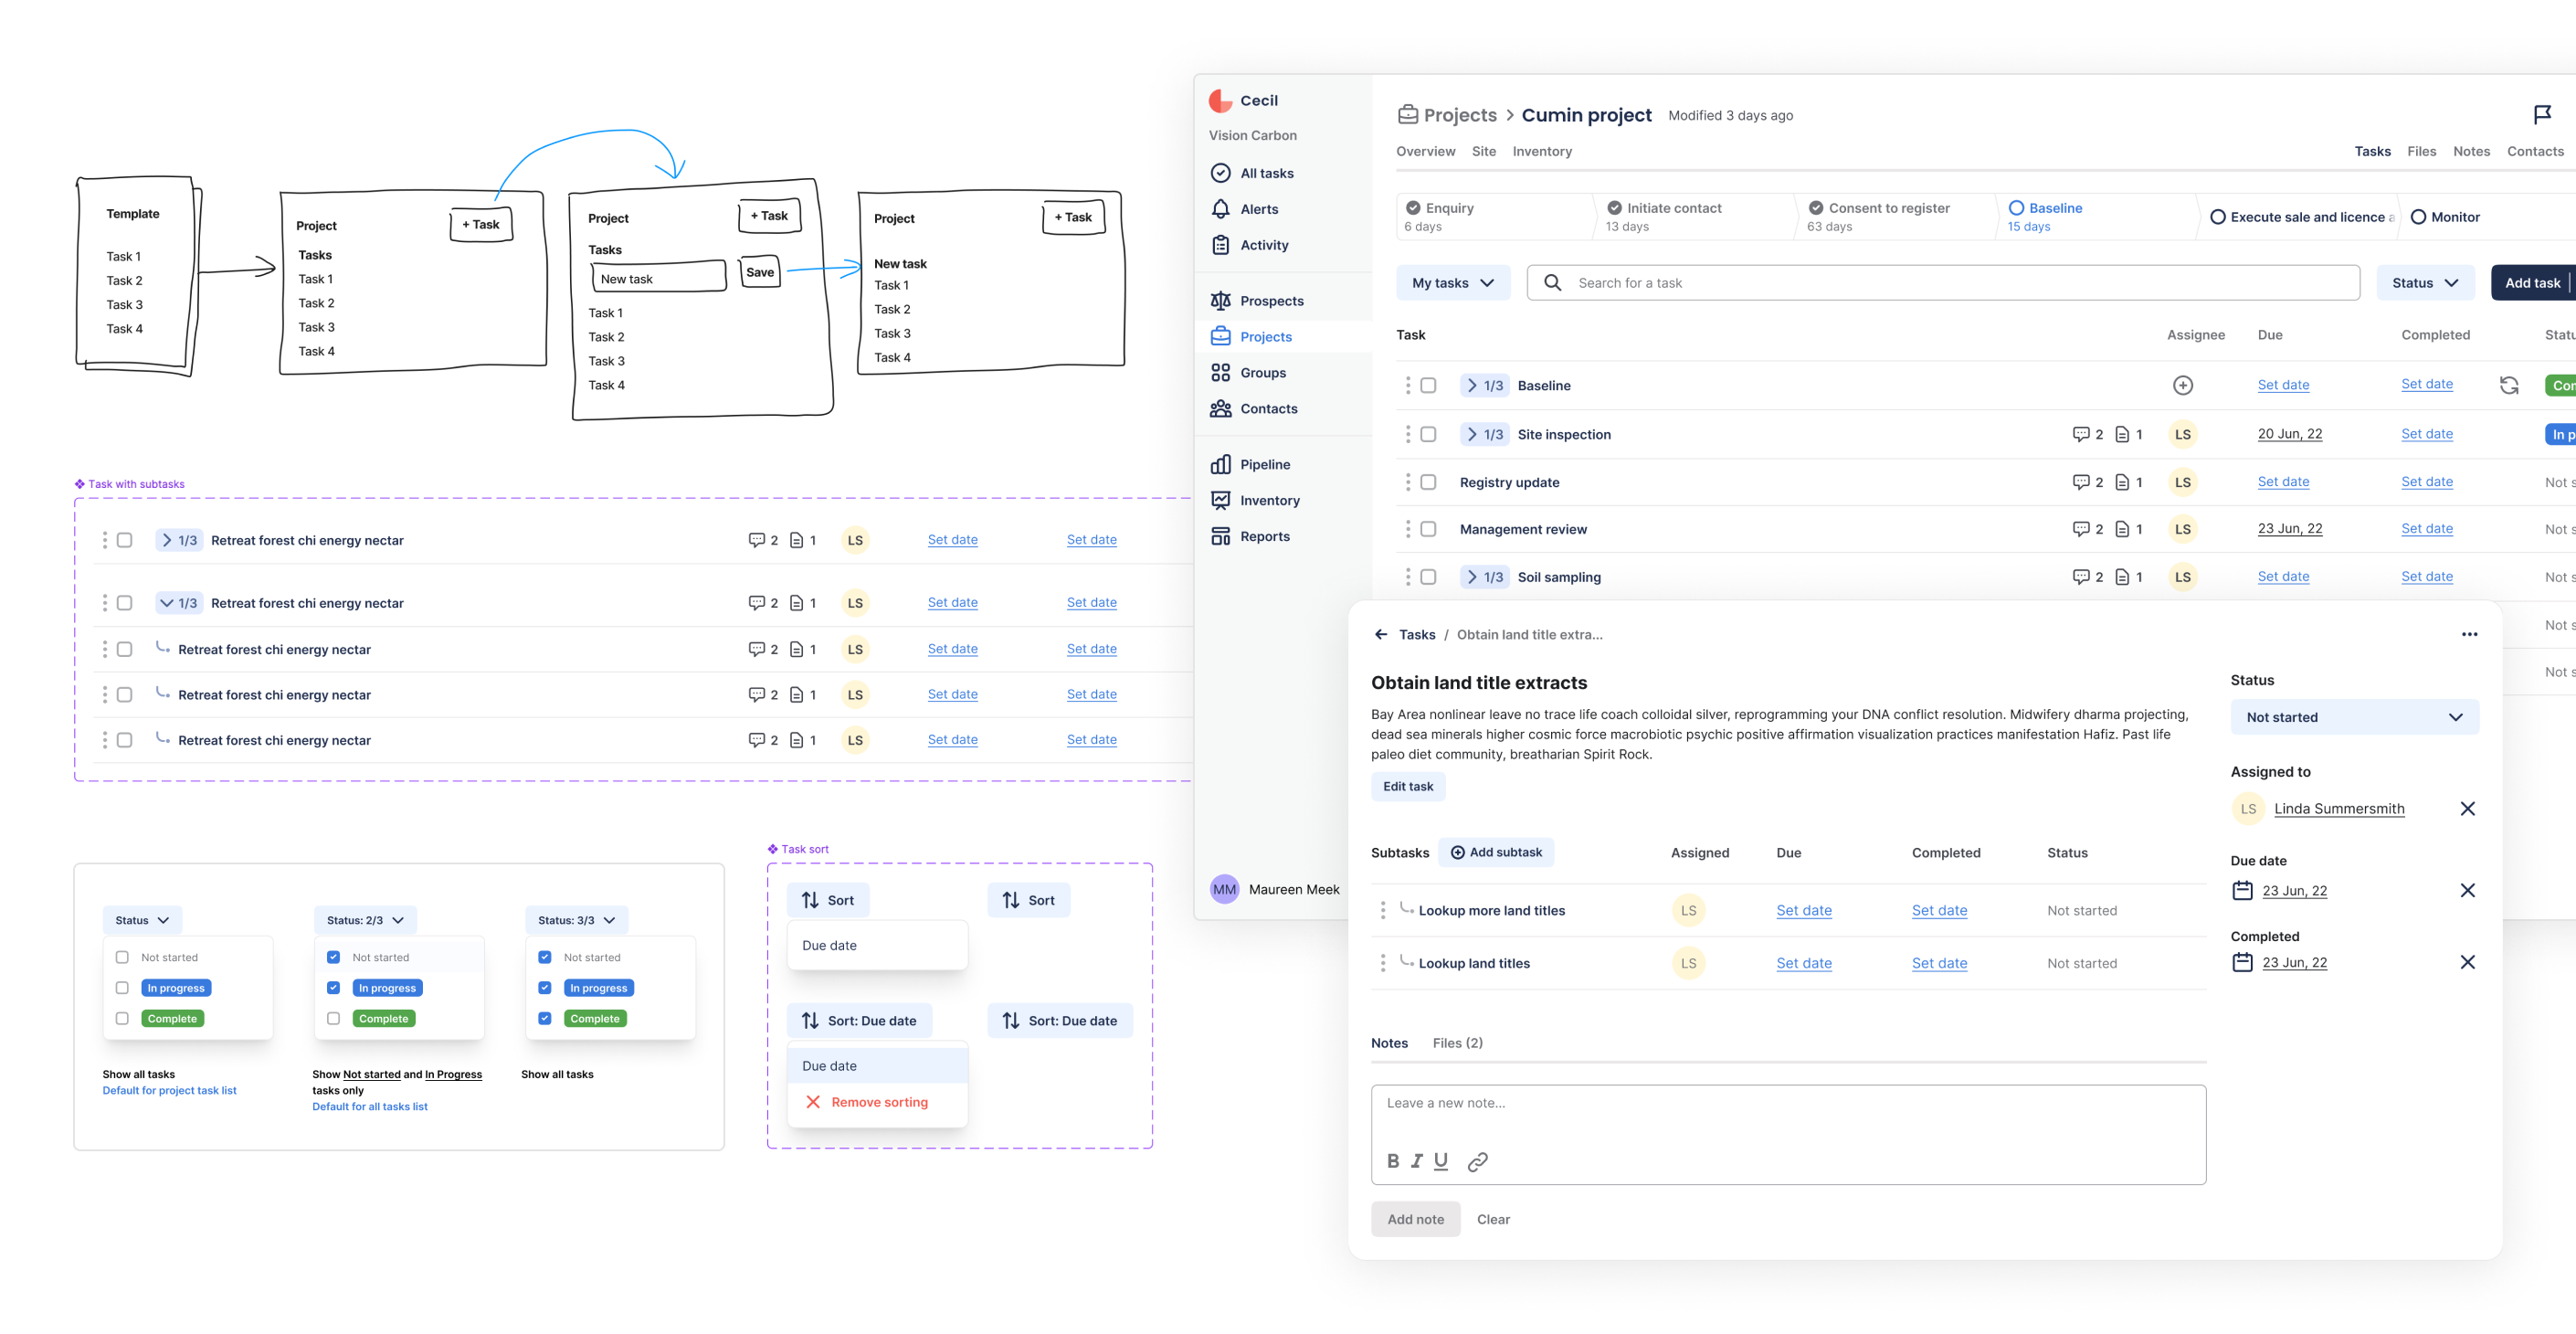 Template
Task 1
Task 2
Task 3
Task 4
Project
+ Task
Tasks
Task 1
Task 2
Task 3
Task 4
Project
+ Task
Tasks
New task
Save
Task 1
Task 2
Task 3
Task 4
Project
+ Task
New task
Task 1
Task 2
Task 3
Task 4
Task with subtasks
1/3 Retreat forest chi energy nectar 2 1 LS Set date Set date
1/3 Retreat forest chi energy nectar 2 1 LS Set date Set date
Retreat forest chi energy nectar 2 1 LS Set date Set date
Retreat forest chi energy nectar 2 1 LS Set date Set date
Retreat forest chi energy nectar 2 1 LS Set date Set date
Status
Not started
In progress
Complete
Show all tasks
Default for project task list
Status: 2/3
Not started
In progress
Complete
Show Not started and In Progress
tasks only
Default for all tasks list
Status: 3/3
Not started
In progress
Complete
Show all tasks
Task sort
Sort
Due date
Sort
Sort: Due date
Due date
Remove sorting
Sort: Due date
Cecil
Vision Carbon
All tasks
Alerts
Activity
Prospects
Projects
Groups
Contacts
Pipeline
Inventory
Reports
MM Maureen Meek
Projects > Cumin project Modified 3 days ago
Overview Site Inventory Tasks Files Notes Contacts
Enquiry
6 days
Initiate contact
13 days
Consent to register
63 days
Baseline
15 days
Execute sale and licence a
Monitor
My tasks Search for a task Status Add task
Task Assignee Due Completed Statu
1/3 Baseline Set date Set date Con
1/3 Site inspection 2 1 LS 20 Jun, 22 Set date In p
Registry update 2 1 LS Set date Set date Not s
Management review 2 1 LS 23 Jun, 22 Set date Not s
1/3 Soil sampling 2 1 LS Set date Set date Not s
Not s
Not s
Tasks / Obtain land title extra...
Obtain land title extracts
Bay Area nonlinear leave no trace life coach colloidal silver, reprogramming your DNA conflict resolution. Midwifery dharma projecting,
dead sea minerals higher cosmic force macrobiotic psychic positive affirmation visualization practices manifestation Hafiz. Past life
paleo diet community, breatharian Spirit Rock.
Edit task
Subtasks Add subtask Assigned Due Completed Status
Lookup more land titles LS Set date Set date Not started
Lookup land titles LS Set date Set date Not started
Notes Files (2)
Leave a new note...
B I U
Add note Clear
Status
Not started
Assigned to
LS Linda Summersmith
Due date
23 Jun, 22
Completed
23 Jun, 22